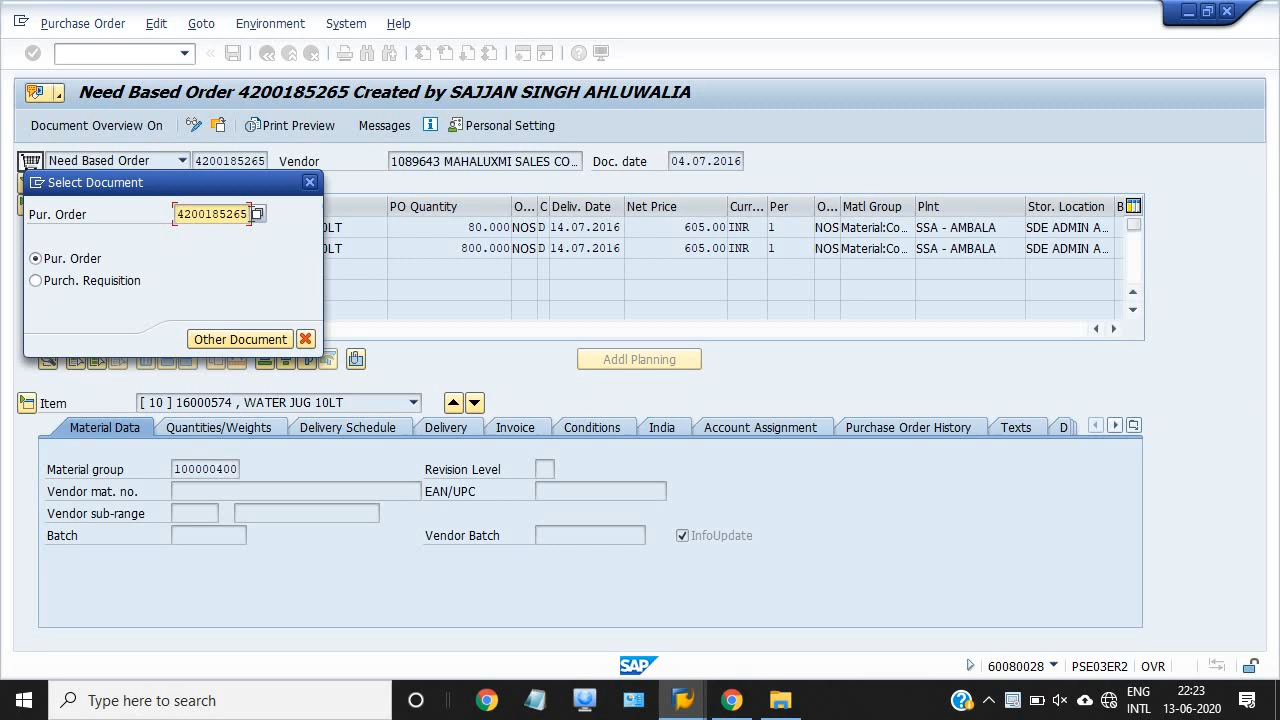 Purchase Order Edit Goto Environment System Help
Need Based Order 4200185265 Created by SAJJAN SINGH AHLUWALIA
Document Overview On Print Preview Messages Personal Setting
Need Based Order 4200185265 Vendor 1089643 MAHALUXMI SALES CO... Doc. date 04.07.2016
Select Document
Pur. Order 4200185265
Pur. Order
Purch. Requisition
Other Document
PO Quantity O... C Deliv. Date Net Price Curr... Per O... Matl Group Plnt Stor. Location B
0LT 80.000 NOS D 14.07.2016 605.00 INR 1 NOS Material:Co... SSA - AMBALA SDE ADMIN A...
0LT 800.000 NOS D 14.07.2016 605.00 INR 1 NOS Material:Co... SSA - AMBALA SDE ADMIN A...
Addl Planning
Item [ 10 ] 16000574 , WATER JUG 10LT
Material Data Quantities/Weights Delivery Schedule Delivery Invoice Conditions India Account Assignment Purchase Order History Texts D
Material group 100000400 Revision Level
Vendor mat. no. EAN/UPC
Vendor sub-range
Batch Vendor Batch InfoUpdate
SAP 60080028 PSE03ER2 OVR
Type here to search
ENG 22:23
INTL 13-06-2020